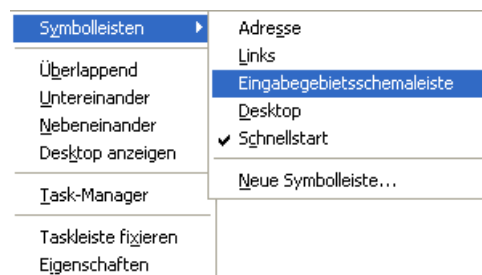 Symbolleisten
Überlappend
Untereinander
Nebeneinander
Desktop anzeigen
Task-Manager
Taskleiste fixieren
Eigenschaften
Adresse
Links
Eingabegebietsschemaleiste
Desktop
Schnellstart
Neue Symbolleiste...